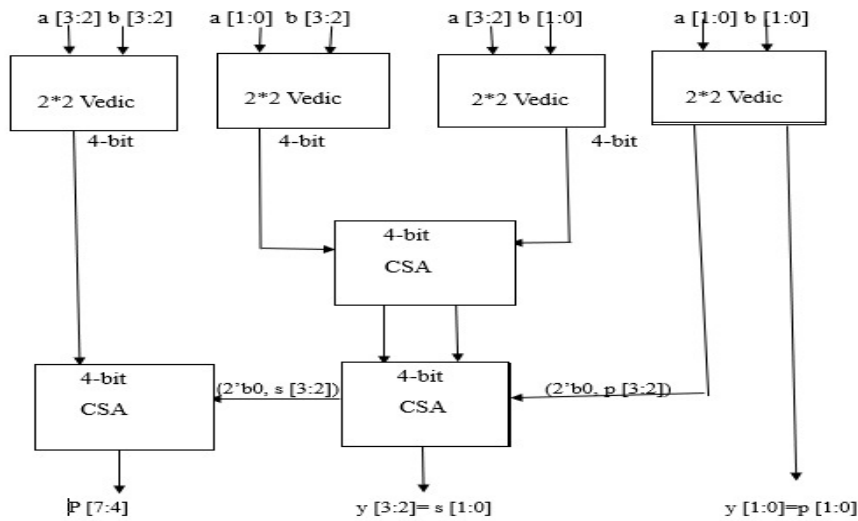 a [3:2] b [3:2]
a [1:0] b [3:2]
a [3:2] b [1:0]
a [1:0] b [1:0]
2*2 Vedic
2*2 Vedic
2*2 Vedic
2*2 Vedic
4-bit
4-bit
4-bit
4-bit
CSA
4-bit
CSA
(2'b0, s [3:2])
4-bit
CSA
(2'b0, p [3:2])
P [7:4]
y [3:2]= s [1:0]
y [1:0]=p [1:0]